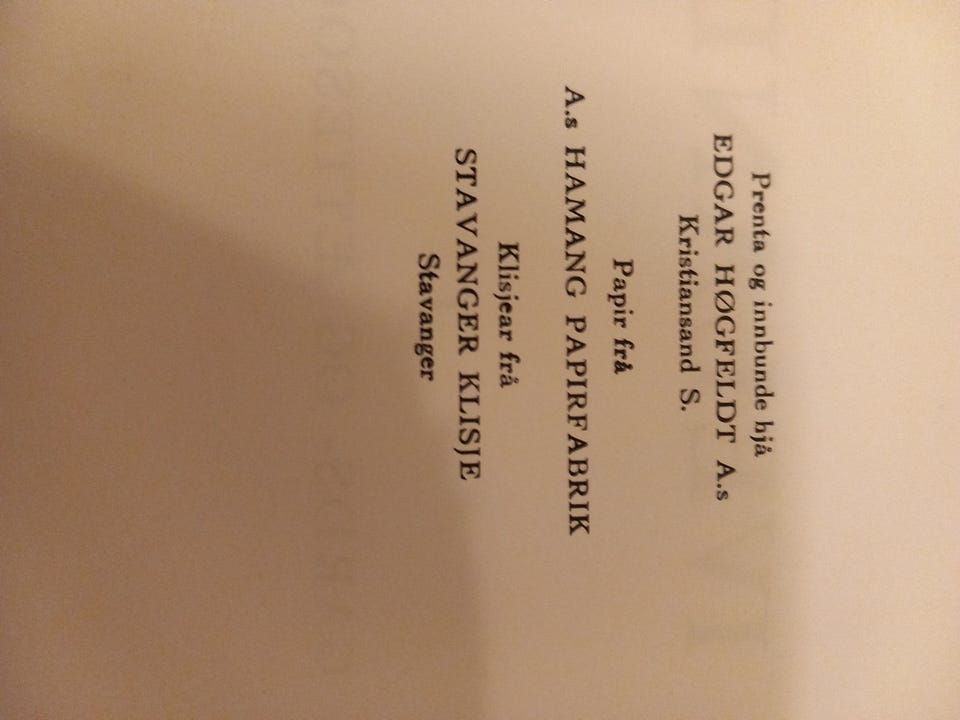 Prenta og innbunde hjå
EDGAR HØGFELDT A.s
Kristiansand S.
Papir frå
A.s HAMANG PAPIRFABRIK
Klisjear frå
STAVANGER KLISJE
Stavanger